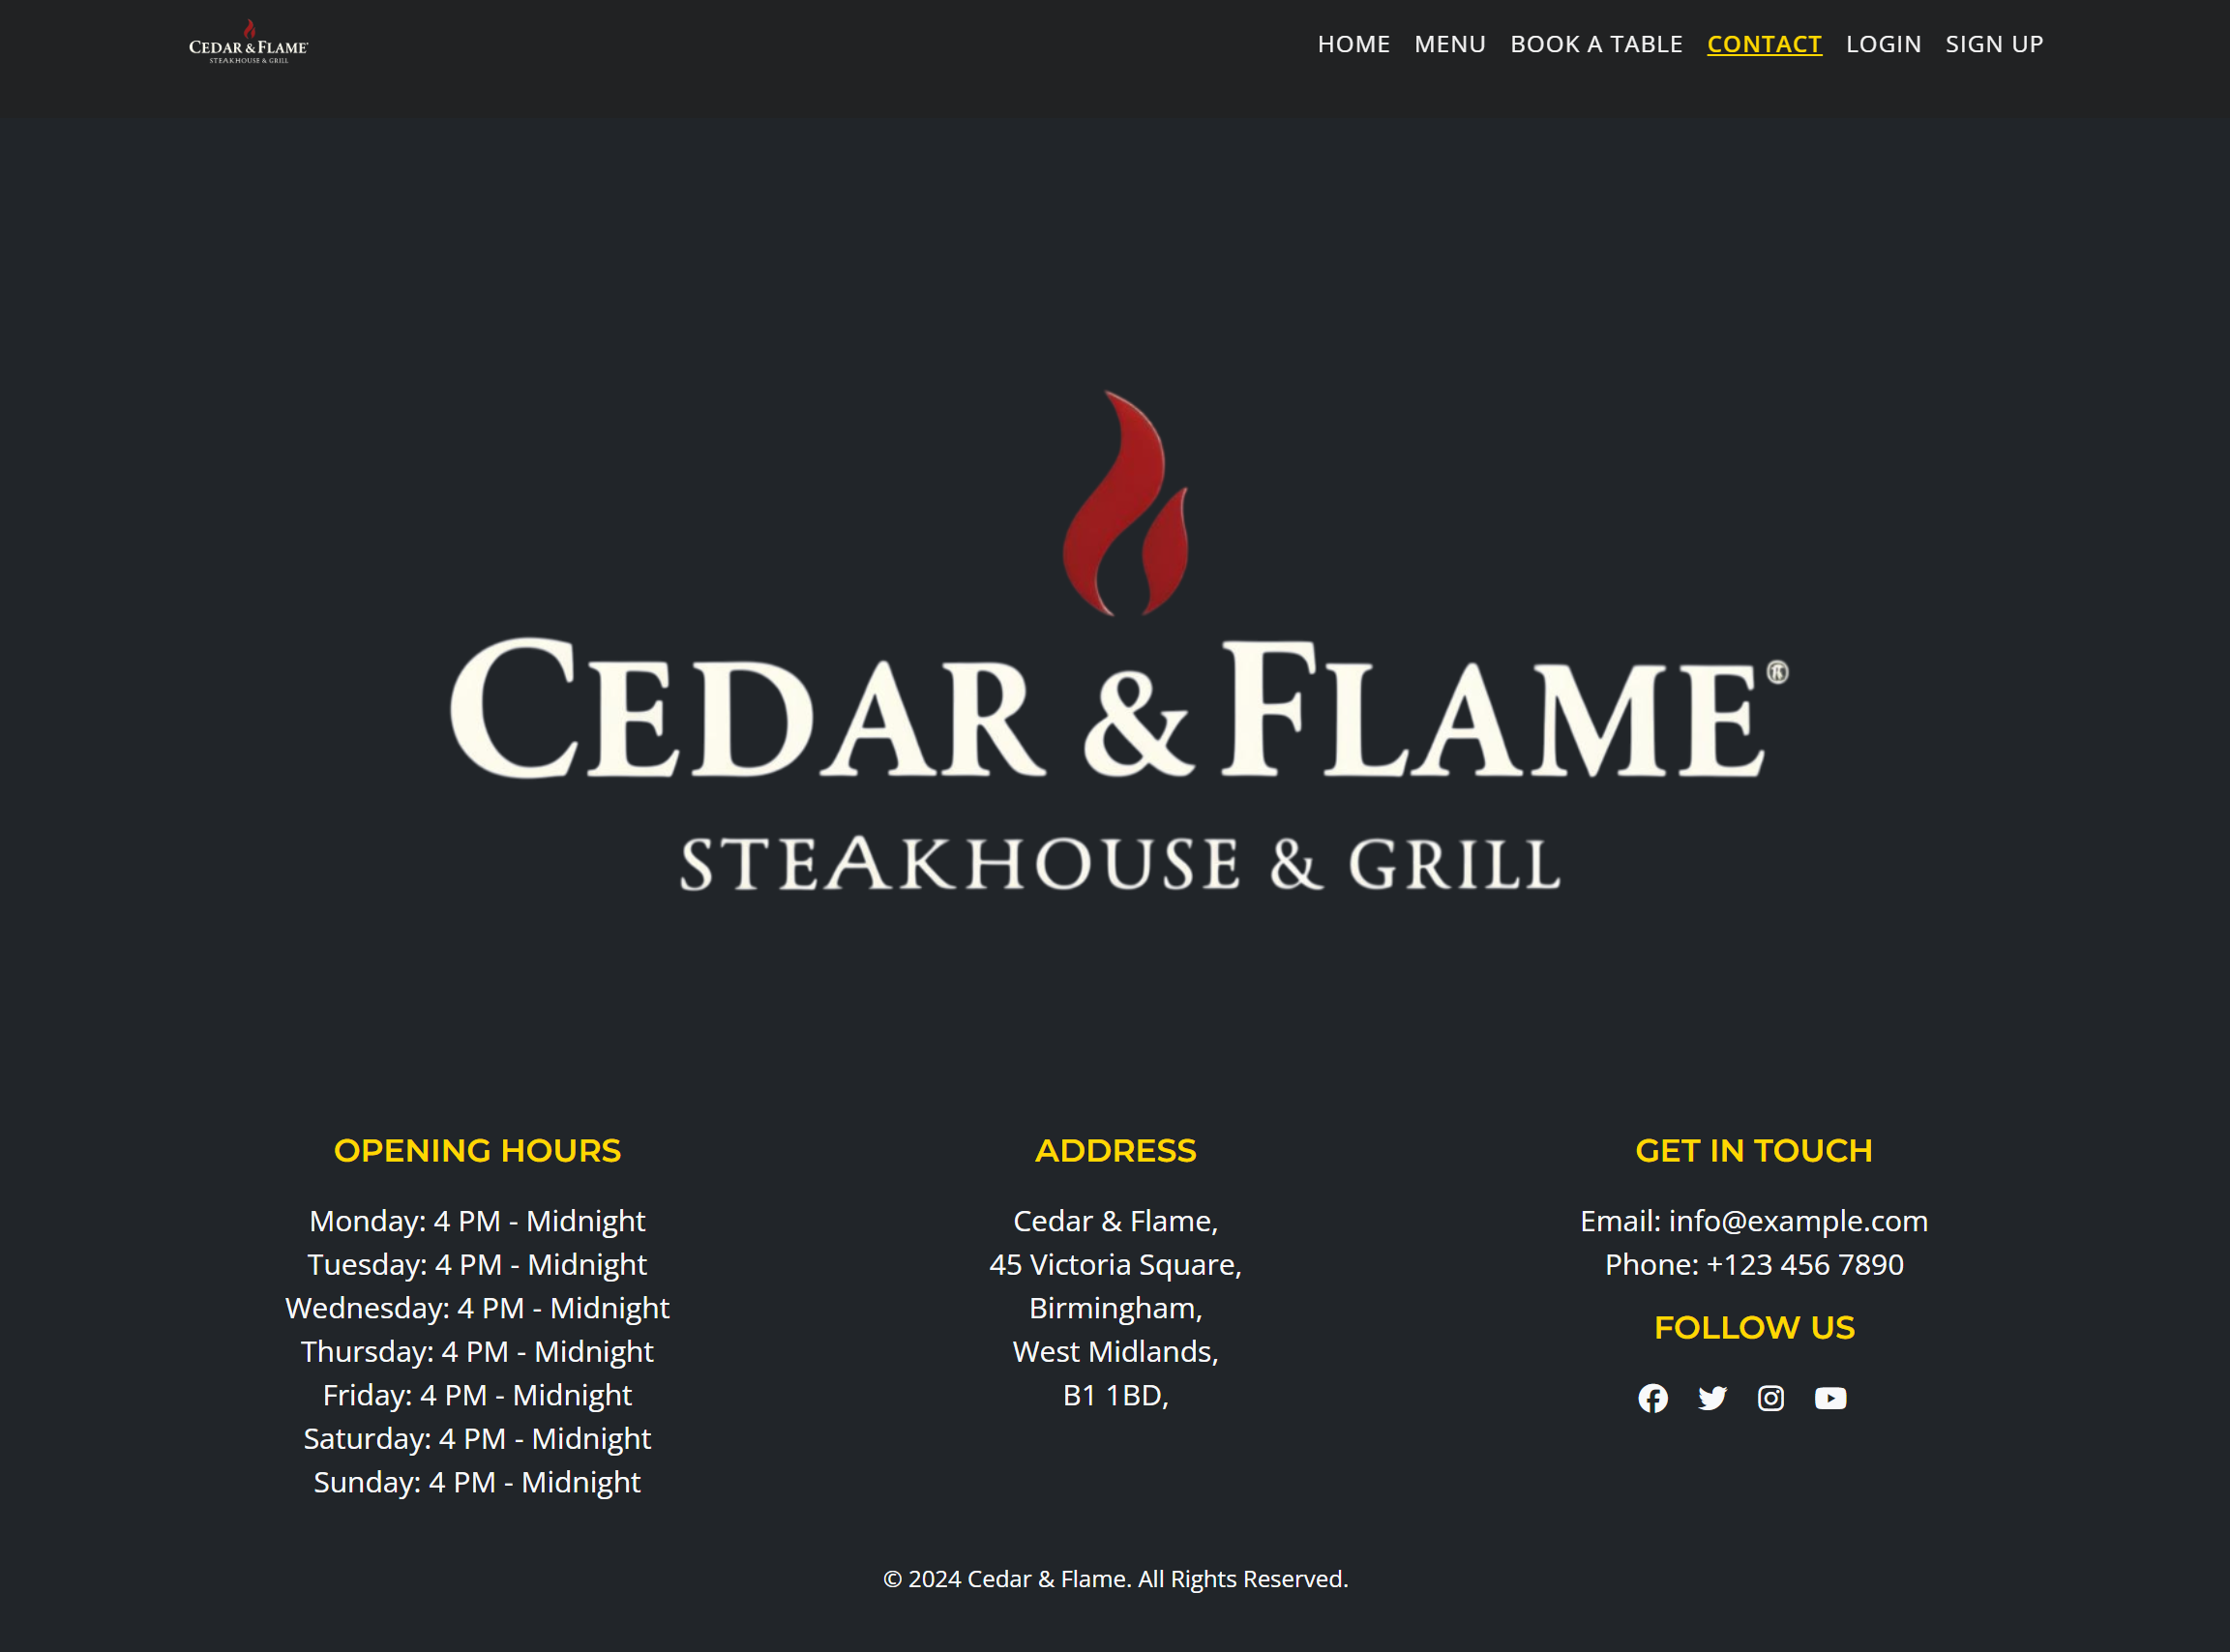 CEDAR & FLAME
STEAKHOUSE & GRILL
HOME MENU BOOK A TABLE CONTACT LOGIN SIGN UP
CEDAR & FLAME®
STEAKHOUSE & GRILL
OPENING HOURS
Monday: 4 PM - Midnight
Tuesday: 4 PM - Midnight
Wednesday: 4 PM - Midnight
Thursday: 4 PM - Midnight
Friday: 4 PM - Midnight
Saturday: 4 PM - Midnight
Sunday: 4 PM - Midnight
ADDRESS
Cedar & Flame,
45 Victoria Square,
Birmingham,
West Midlands,
B1 1BD,
GET IN TOUCH
Email: info@example.com
Phone: +123 456 7890
FOLLOW US
© 2024 Cedar & Flame. All Rights Reserved.